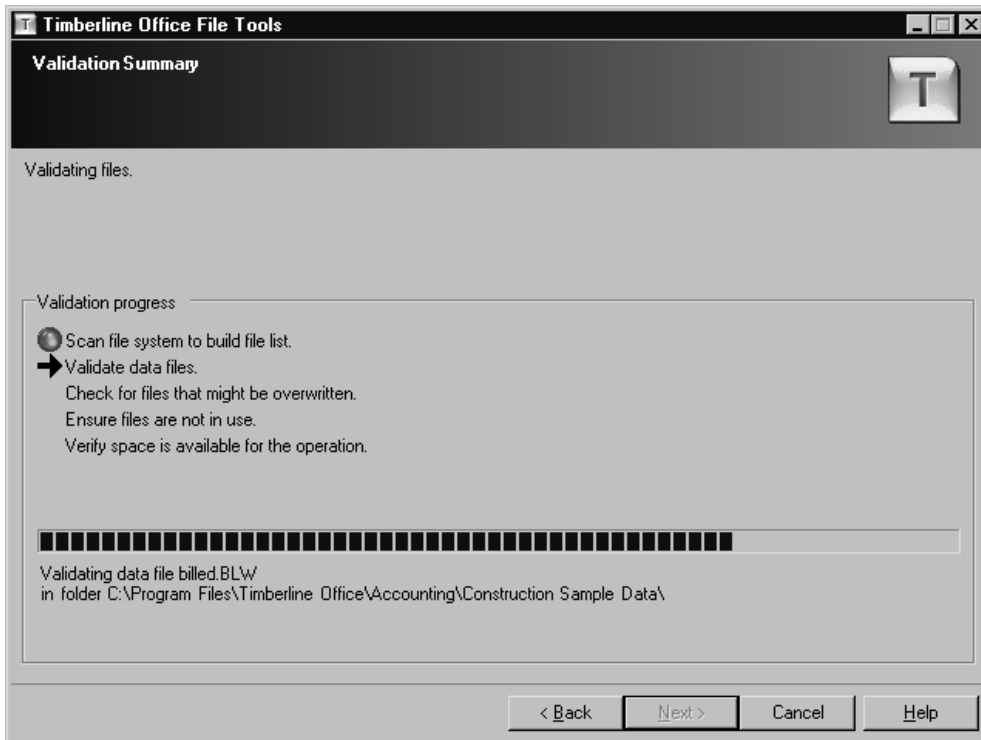 T Timberline Office File Tools
Validation Summary
T
Validating files.
Validation progress
Scan file system to build file list.
Validate data files.
Check for files that might be overwritten.
Ensure files are not in use.
Verify space is available for the operation.
Validating data file billed.BLW
in folder C:\Program Files\Timberline Office\Accounting\Construction Sample Data\
< Back Next > Cancel Help